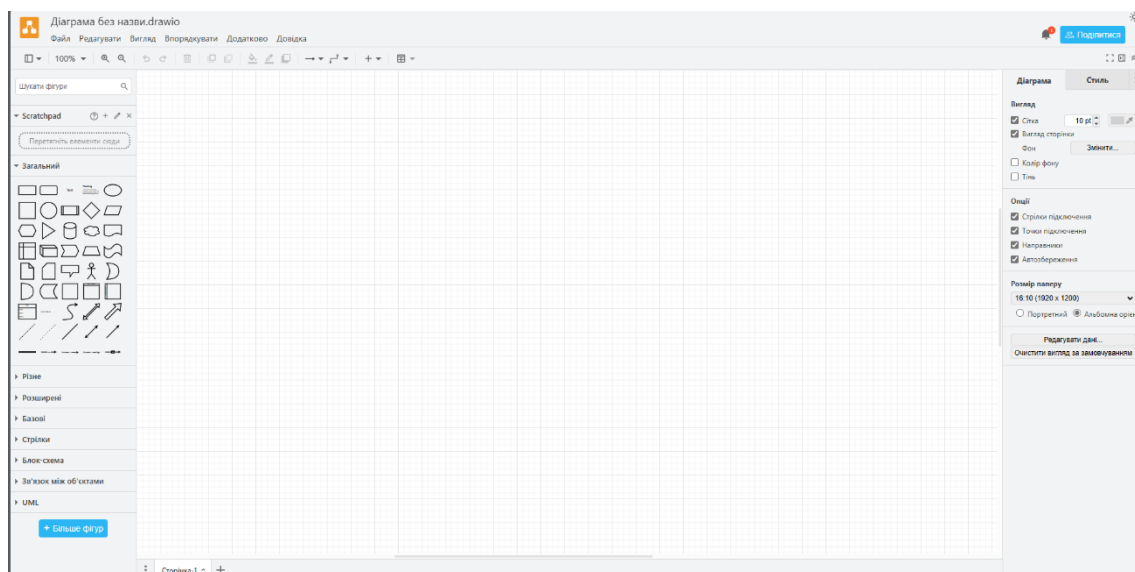 Діаграма без назви.drawio
Файл Редагувати Вигляд Впорядкувати Додатково Довідка
Поділитися
100%
Шукати фігури
Діаграма Стиль
Вигляд
Сітка 10 pt
Вигляд сторінки
Фон Змінити...
Колір фону
Тінь
Scratchpad
Перетягніть елементи сюди
Загальний
Опції
Стрілки підключення
Точки підключення
Направники
Автозбереження
Розмір паперу
16:10 (1920 x 1200)
Портретний Альбомна орієн
Редагувати дані...
Очистити вигляд за замовчуванням
Різне
Розширені
Базові
Стрілки
Блок-схема
Зв'язок між об'єктами
UML
+ Більше фігур
Сторінка-1